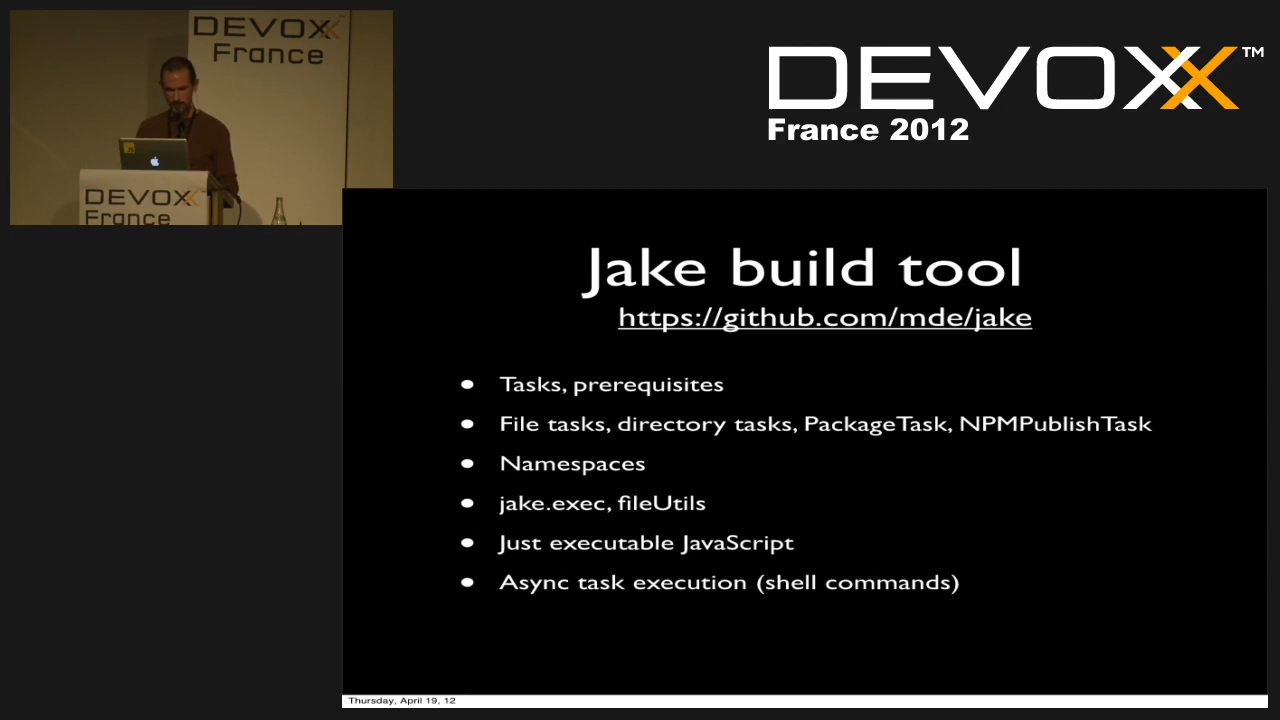 DEVOXX™
France
DEVOXX
France
JS
DEVOXX™
France 2012
Jake build tool
https://github.com/mde/jake
• Tasks, prerequisites
• File tasks, directory tasks, PackageTask, NPMPublishTask
• Namespaces
• jake.exec, fileUtils
• Just executable JavaScript
• Async task execution (shell commands)
Thursday, April 19, 12